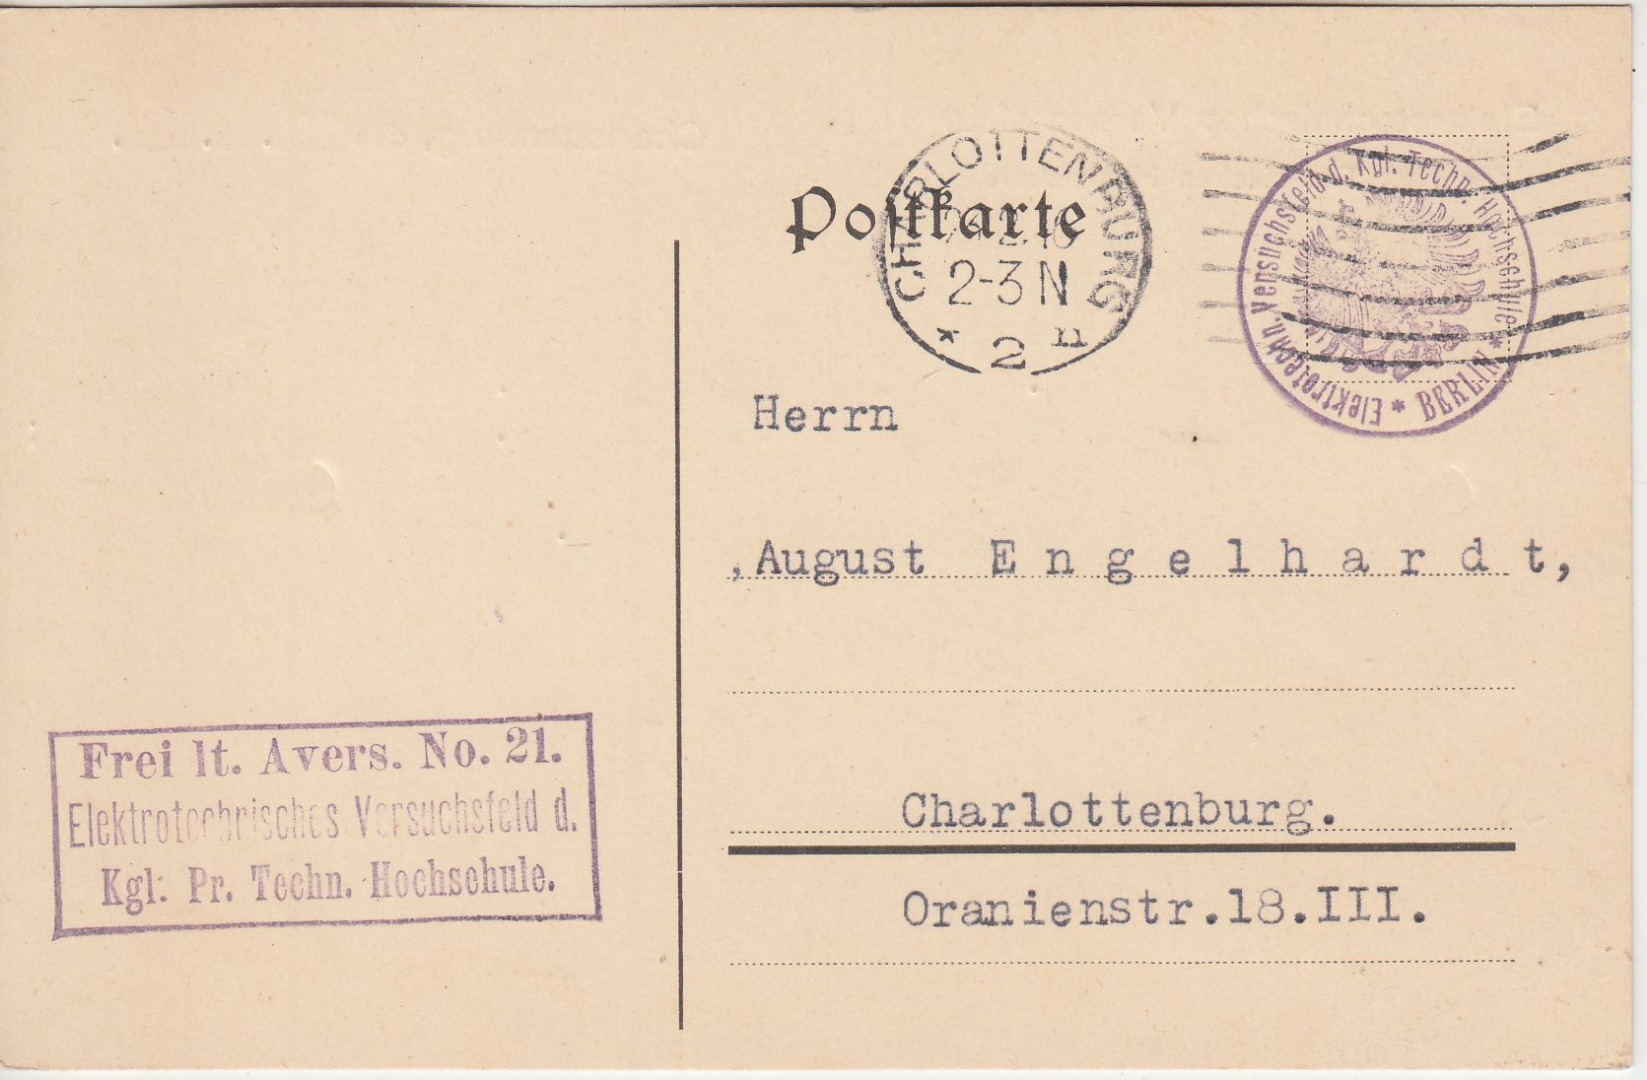 Postkarte
CHARLOTTENBURG
2-3 N
* 2 n
Elektrotechn. Versuchsfeld d. Kgl. Techn. Hochschule
* BERLIN *
Herrn
August Engelhardt,
Charlottenburg.
Oranienstr.18.III.
Frei lt. Avers. No. 21.
Elektrotechnisches Versuchsfeld d.
Kgl. Pr. Techn. Hochschule.